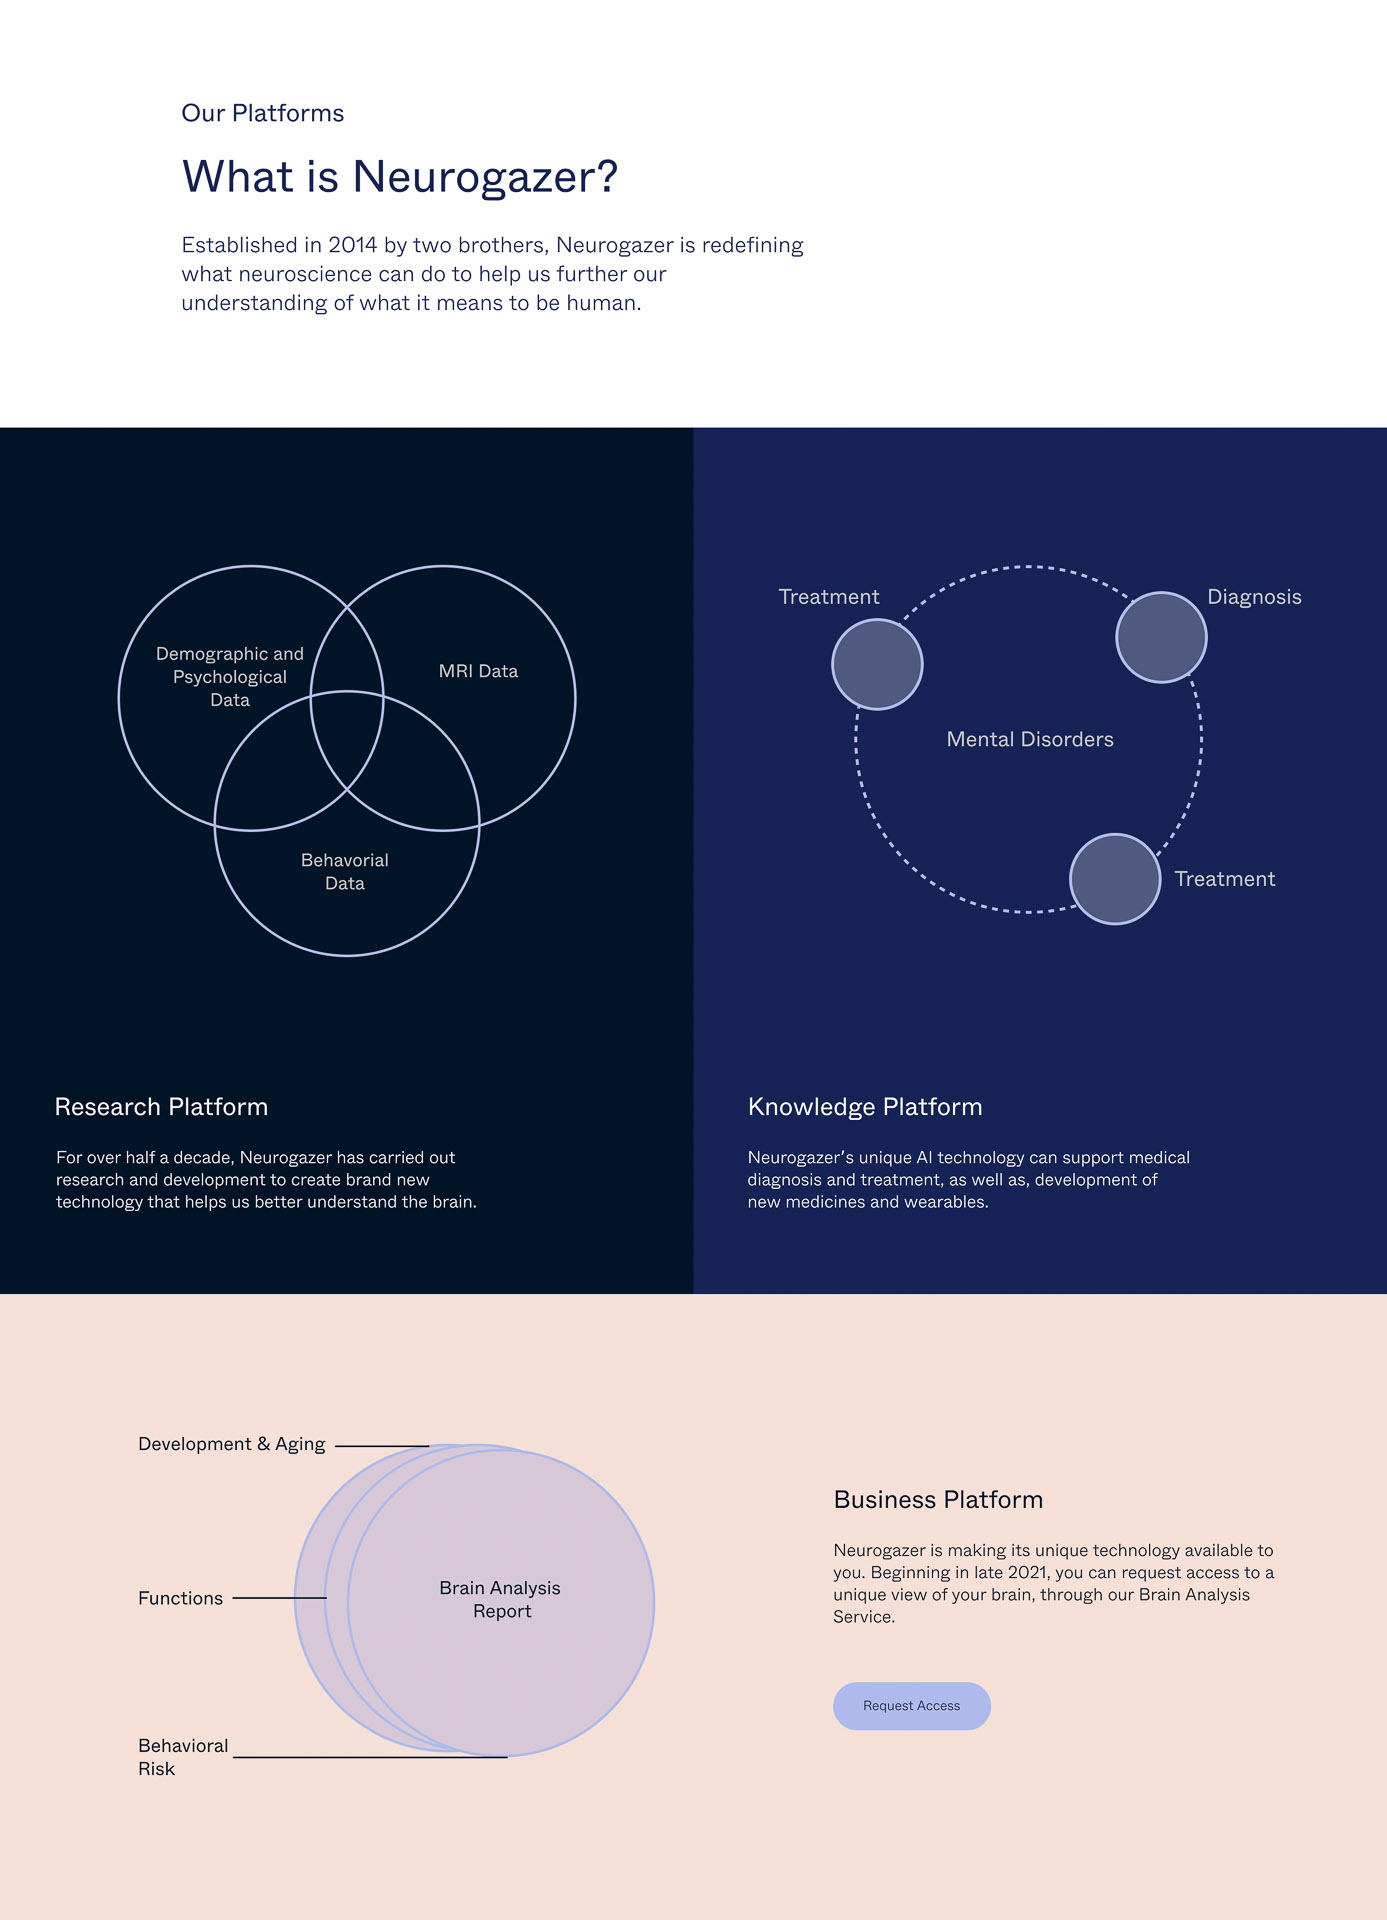 Our Platforms
What is Neurogazer?
Established in 2014 by two brothers, Neurogazer is redefining
what neuroscience can do to help us further our
understanding of what it means to be human.
Demographic and
Psychological
Data
MRI Data
Behavorial
Data
Research Platform
For over half a decade, Neurogazer has carried out
research and development to create brand new
technology that helps us better understand the brain.
Treatment
Diagnosis
Mental Disorders
Treatment
Knowledge Platform
Neurogazer’s unique AI technology can support medical
diagnosis and treatment, as well as, development of
new medicines and wearables.
Development & Aging
Functions
Behavioral
Risk
Brain Analysis
Report
Business Platform
Neurogazer is making its unique technology available to
you. Beginning in late 2021, you can request access to a
unique view of your brain, through our Brain Analysis
Service.
Request Access